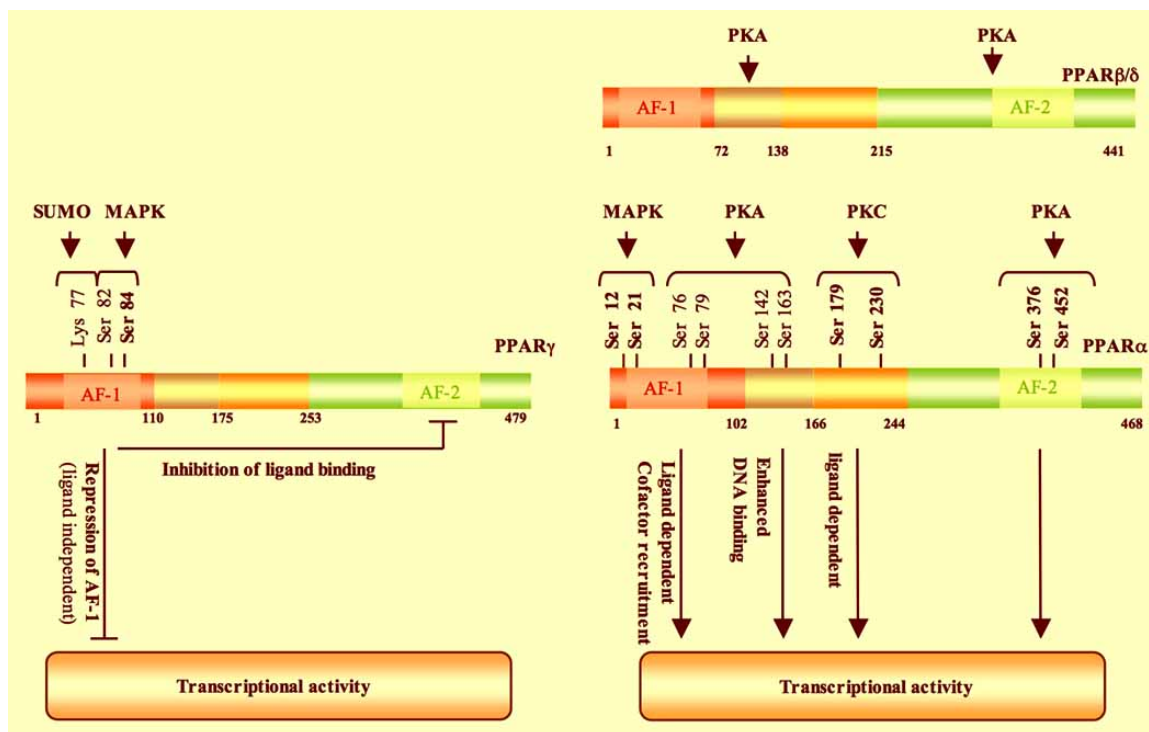 PKA
PKA
PPARβ/δ
AF-1
AF-2
1
72
138
215
441
SUMO
MAPK
Lys 77
Ser 82
Ser 84
PPARγ
AF-1
AF-2
1
110
175
253
479
Inhibition of ligand binding
Repression of AF-1
(ligand independent)
Transcriptional activity
MAPK
PKA
PKC
PKA
Ser 12
Ser 21
Ser 76
Ser 79
Ser 142
Ser 163
Ser 179
Ser 230
Ser 376
Ser 452
PPARα
AF-1
AF-2
1
102
166
244
468
Ligand dependent
Cofactor recruitment
Enhanced
DNA binding
ligand dependent
Transcriptional activity